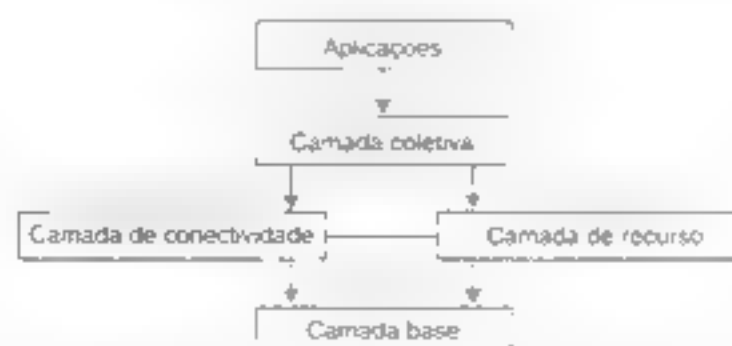 Aplicações
Camada coletiva
Camada de conectividade
Camada de recurso
Camada base